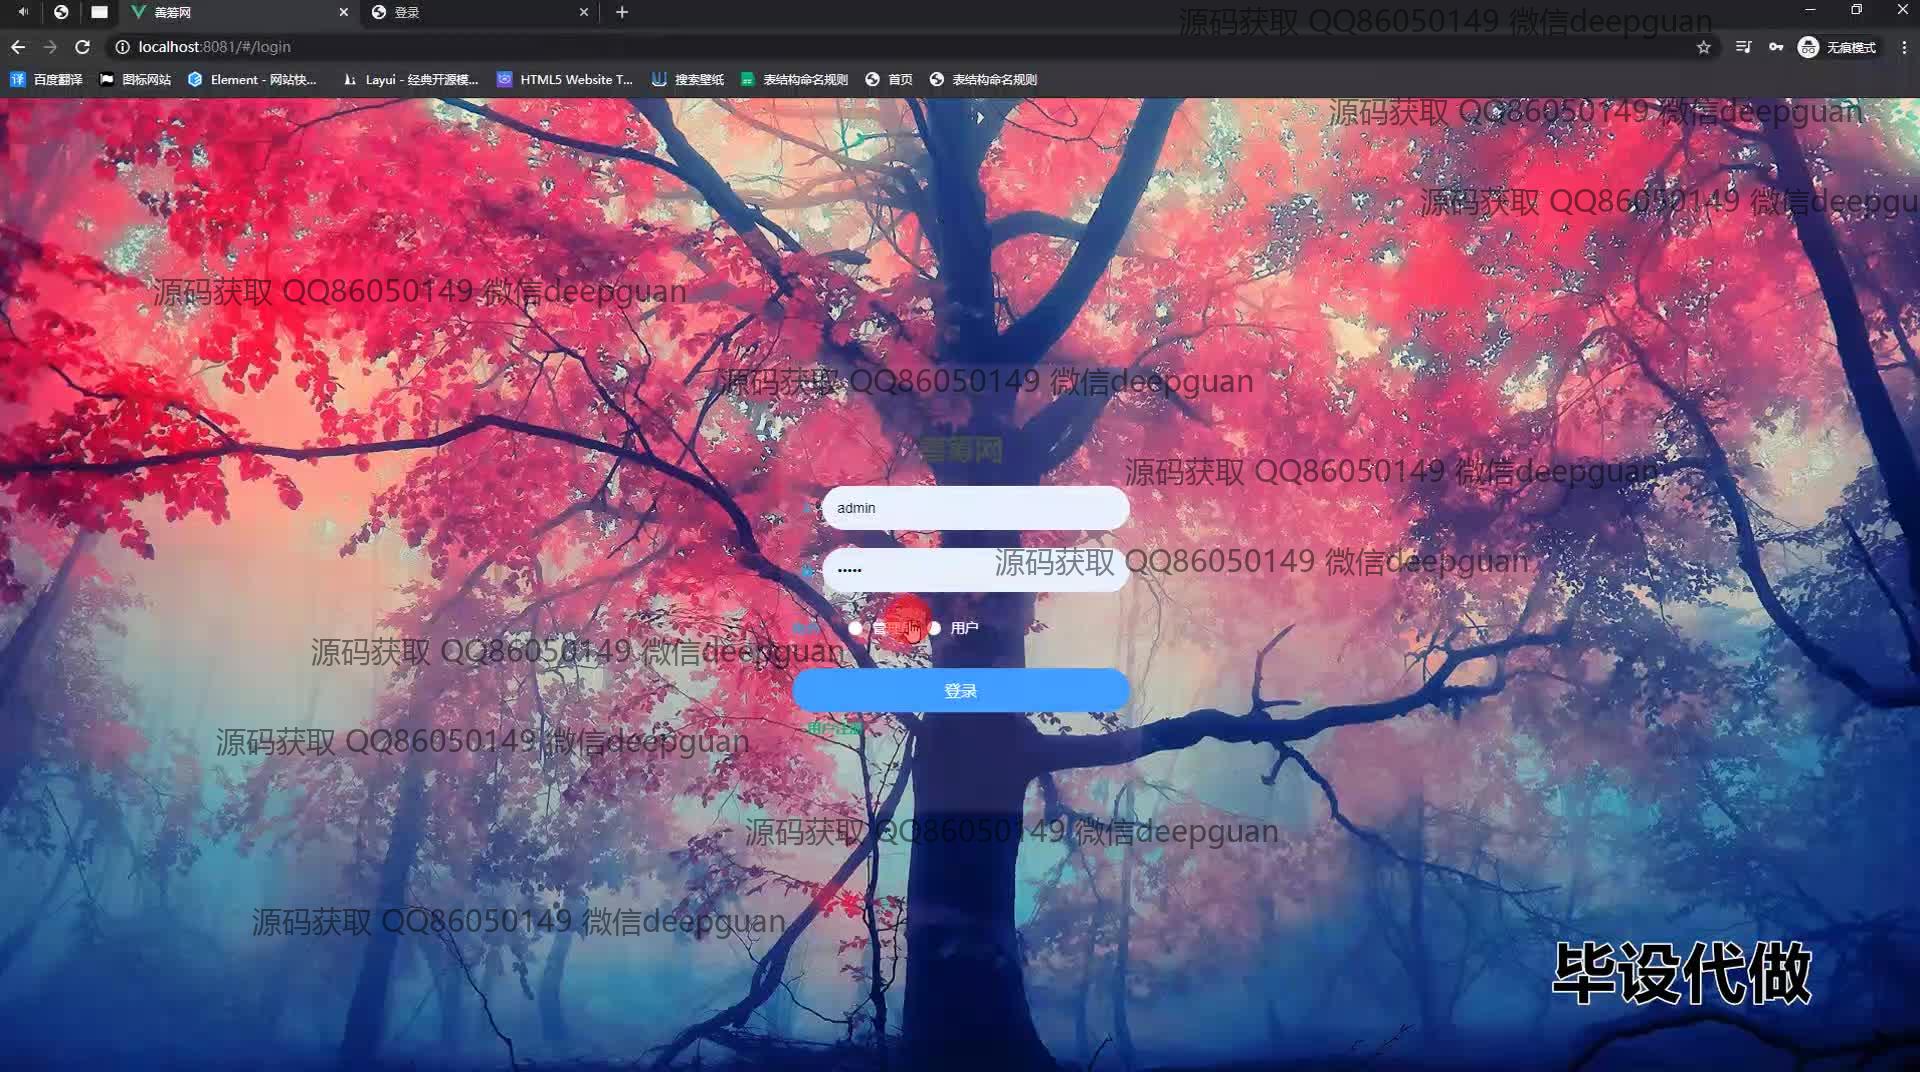 善筹网
登录
源码获取 QQ86050149 微信deepguan
localhost:8081/#/login
无痕模式
百度翻译
图标网站
Element - 网站快...
Layui - 经典开源模...
HTML5 Website T...
搜索壁纸
表结构命名规则
首页
表结构命名规则
源码获取 QQ86050149 微信deepguan
源码获取 QQ86050149 微信deepgu
源码获取 QQ86050149 微信deepguan
源码获取 QQ86050149 微信deepguan
善筹网
源码获取 QQ86050149 微信deepguan
admin
源码获取 QQ86050149 微信deepguan
用户
源码获取 QQ86050149 微信deepguan
登录
用户注册
源码获取 QQ86050149 微信deepguan
源码获取 QQ86050149 微信deepguan
源码获取 QQ86050149 微信deepguan
毕设代做